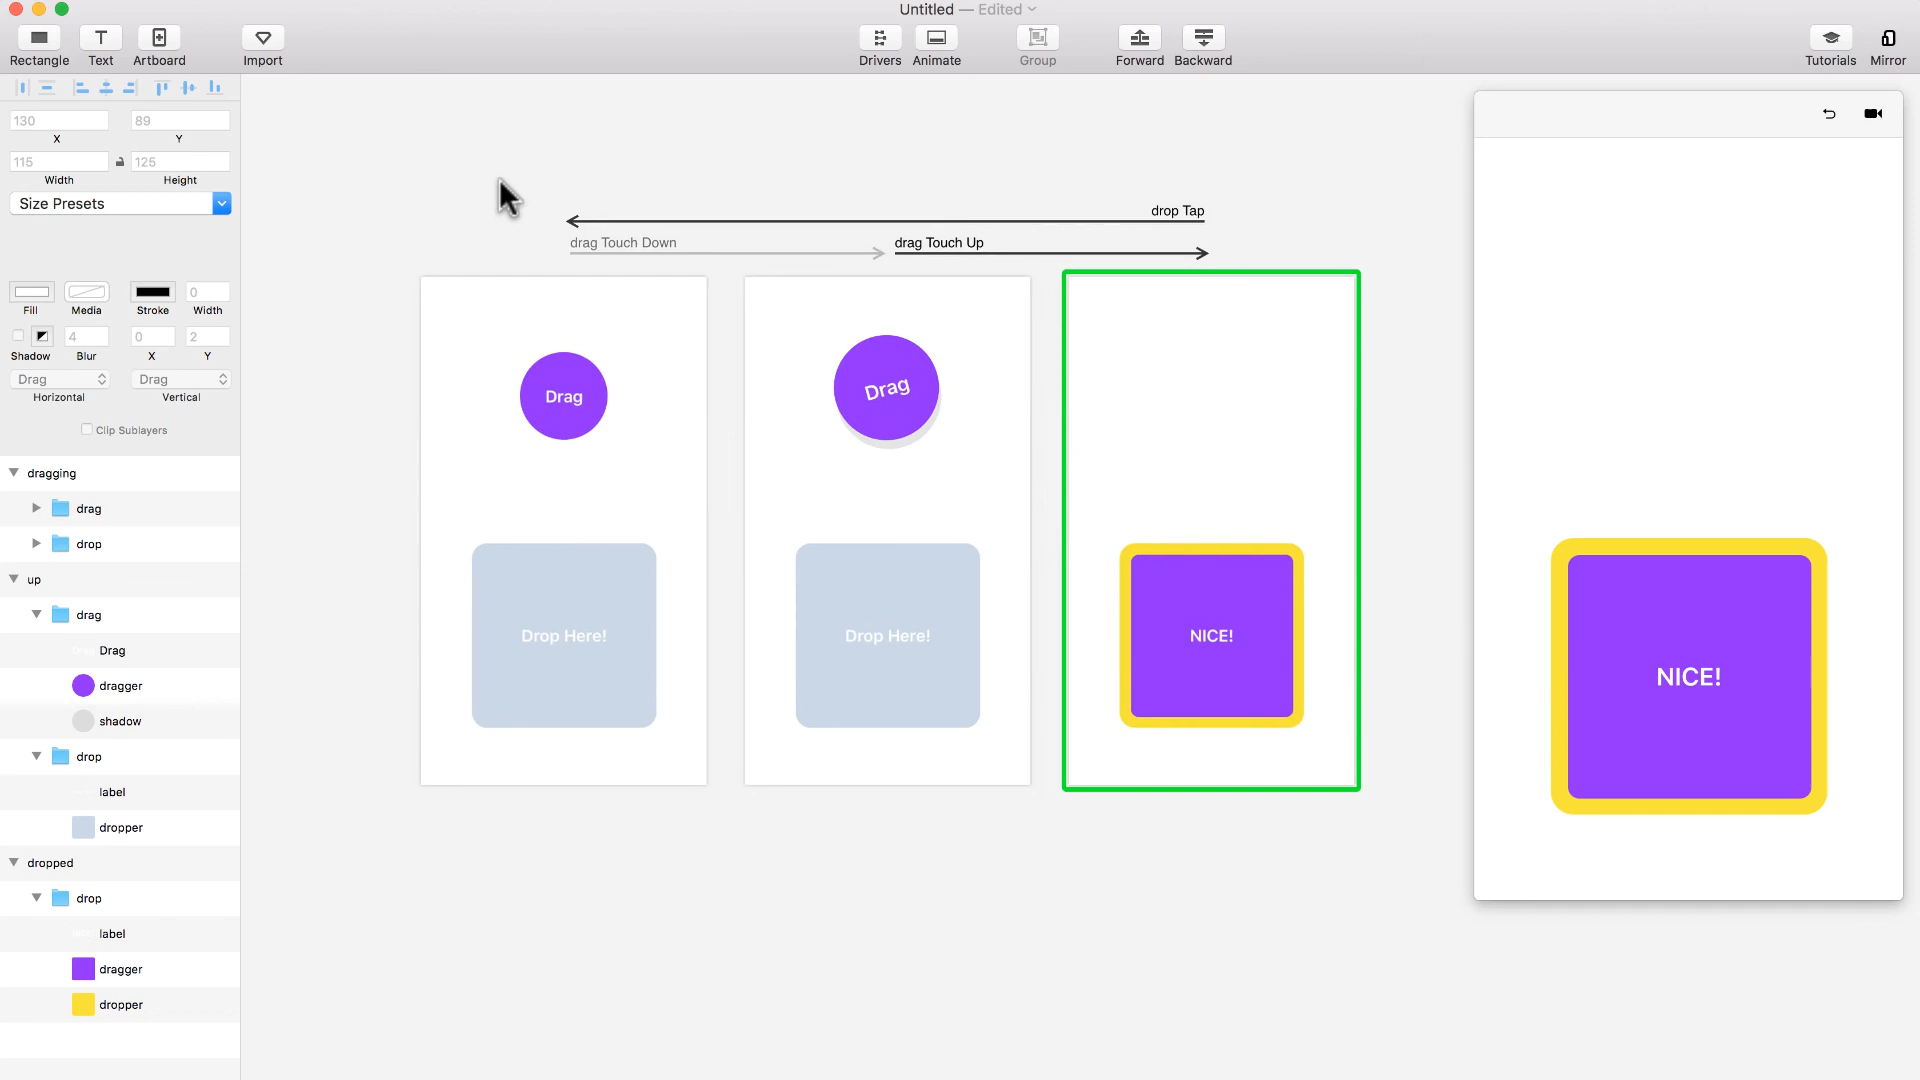 Untitled — Edited
Rectangle
Text
Artboard
Import
Drivers
Animate
Group
Forward
Backward
Tutorials
Mirror
130
89
X
Y
115
125
Width
Height
Size Presets
0
Fill
Media
Stroke
Width
4
0
2
Shadow
Blur
X
Y
Drag
Drag
Horizontal
Vertical
Clip Sublayers
dragging
drag
drop
up
drag
Drag
dragger
shadow
drop
label
dropper
dropped
drop
label
dragger
dropper
drop Tap
drag Touch Down
drag Touch Up
Drag
Drag
Drop Here!
Drop Here!
NICE!
NICE!